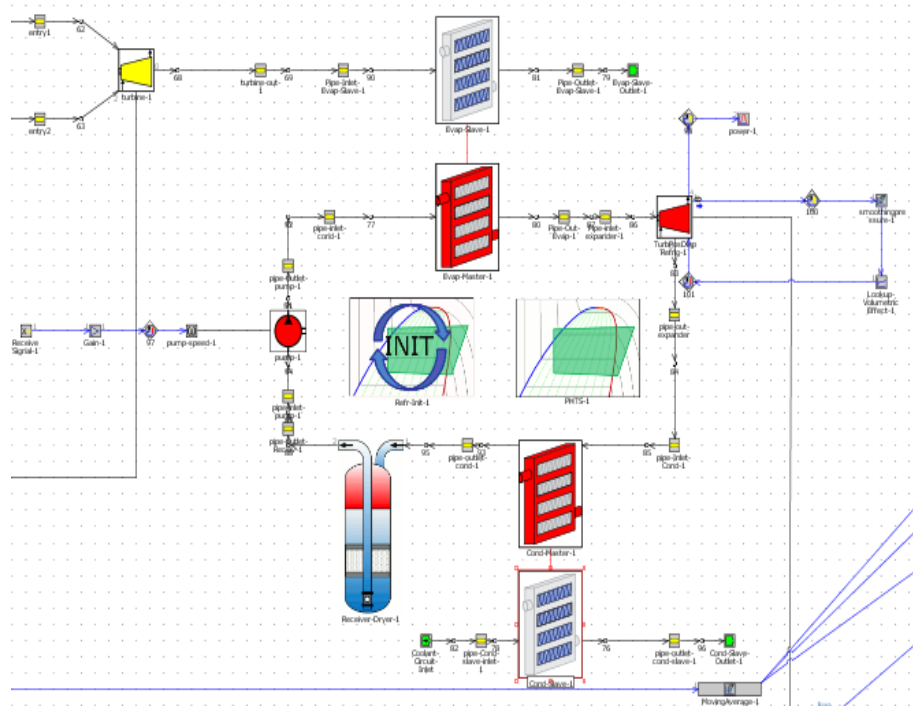 entry1
62
turbine-1
68
turbine-out-
1
69
Pipe-Inlet-
Evap-Slave-1
90
Evap-Slave-1
81
Pipe-Outlet-
Evap-Slave-1
79
Evap-Slave-
Outlet-1
entry2
63
power-1
pipe-inlet-
cond-1
77
Evap-Master-1
80
Pipe-Out-
Evap-1
Pipe-inlet-
expander-1
86
TurbPosDisp
Refrig-1
100
smoothingpre
ssure-1
101
Lookup-
Volumetric
Effect-1
pipe-Outlet-
pump-1
Receive
Signal-1
Gain-1
97
pump-speed-1
pump-1
INIT
Refr-Init-1
PHTS-1
pipe-out-
expander
84
pipe-inlet-
pump-1
pipe-Outlet-
95
pipe-outlet-
cond-1
85
pipe-Inlet-
Cond-1
Cond-Master-1
Receiver-Dryer-1
Coolant-
Circuit-
Inlet
82
pipe-Cond-
slave-inlet-
1
78
Cond-Slave-1
76
pipe-outlet-
cond-slave-1
96
Cond-Slave-
Outlet-1
MovingAverage-1